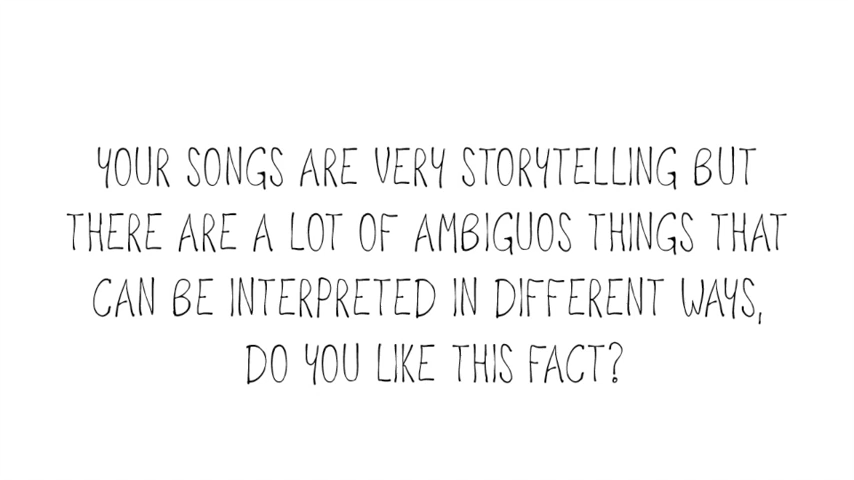 YOUR SONGS ARE VERY STORYTELLING BUT
THERE ARE A LOT OF AMBIGUOS THINGS THAT
CAN BE INTERPRETED IN DIFFERENT WAYS,
DO YOU LIKE THIS FACT?